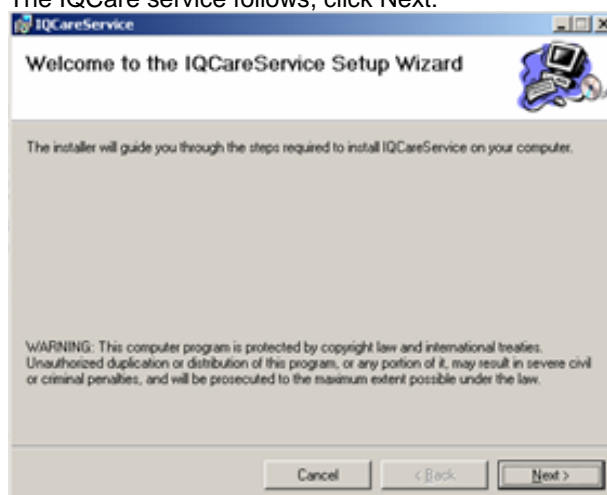 The IQCare service follows, click Next.
IQCareService
Welcome to the IQCareService Setup Wizard
The installer will guide you through the steps required to install IQCareService on your computer.
WARNING: This computer program is protected by copyright law and international treaties.
Unauthorized duplication or distribution of this program, or any portion of it, may result in severe civil
or criminal penalties, and will be prosecuted to the maximum extent possible under the law.
Cancel
< Back
Next >